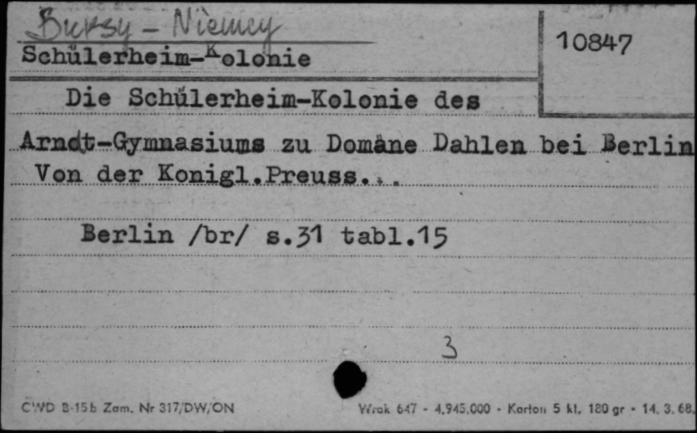 Bursy - Niemcy
10847
Schülerheim-Kolonie
Die Schülerheim-Kolonie des
Arndt-Gymnasiums zu Domäne Dahlen bei Berlin
Von der Konigl.Preuss...
Berlin /br/ s.31 tabl.15
3
CWD B-15b Zam. Nr 317/DW/ON
Wrok 647 - 4.945.000 - Karton 5 kl. 180 gr - 14. 3. 68.